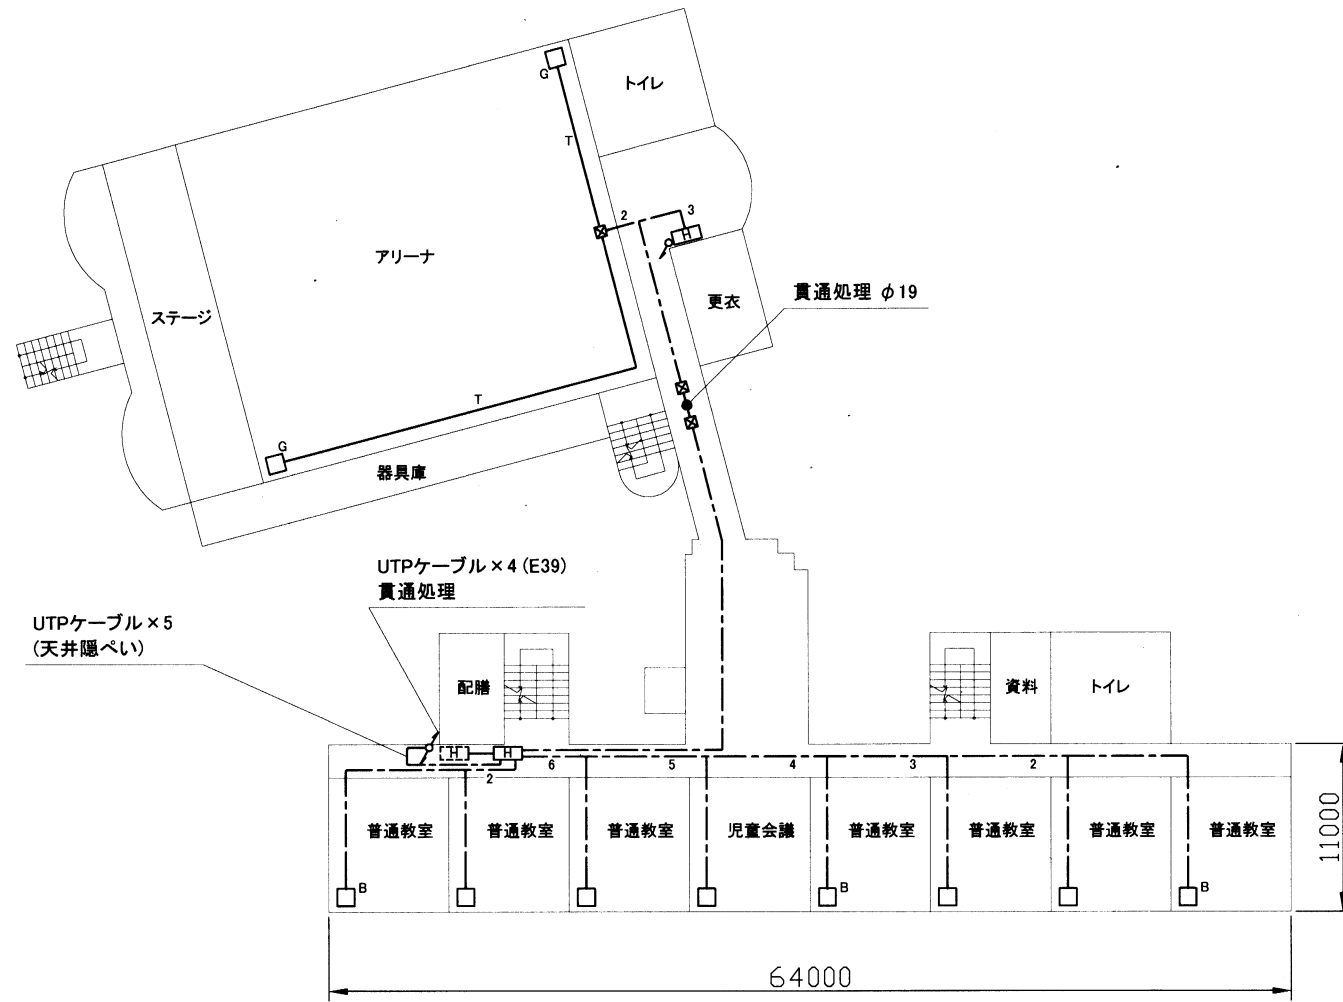 G
トイレ
T
2
3
H
アリーナ
更衣
貫通処理 φ19
ステージ
T
G
器具庫
UTPケーブル×4 (E39)
貫通処理
UTPケーブル×5
(天井隠ぺい)
配膳
資料
トイレ
H
H
6
5
4
3
2
2
普通教室
普通教室
普通教室
児童会議
普通教室
普通教室
普通教室
普通教室
B
B
B
11000
64000